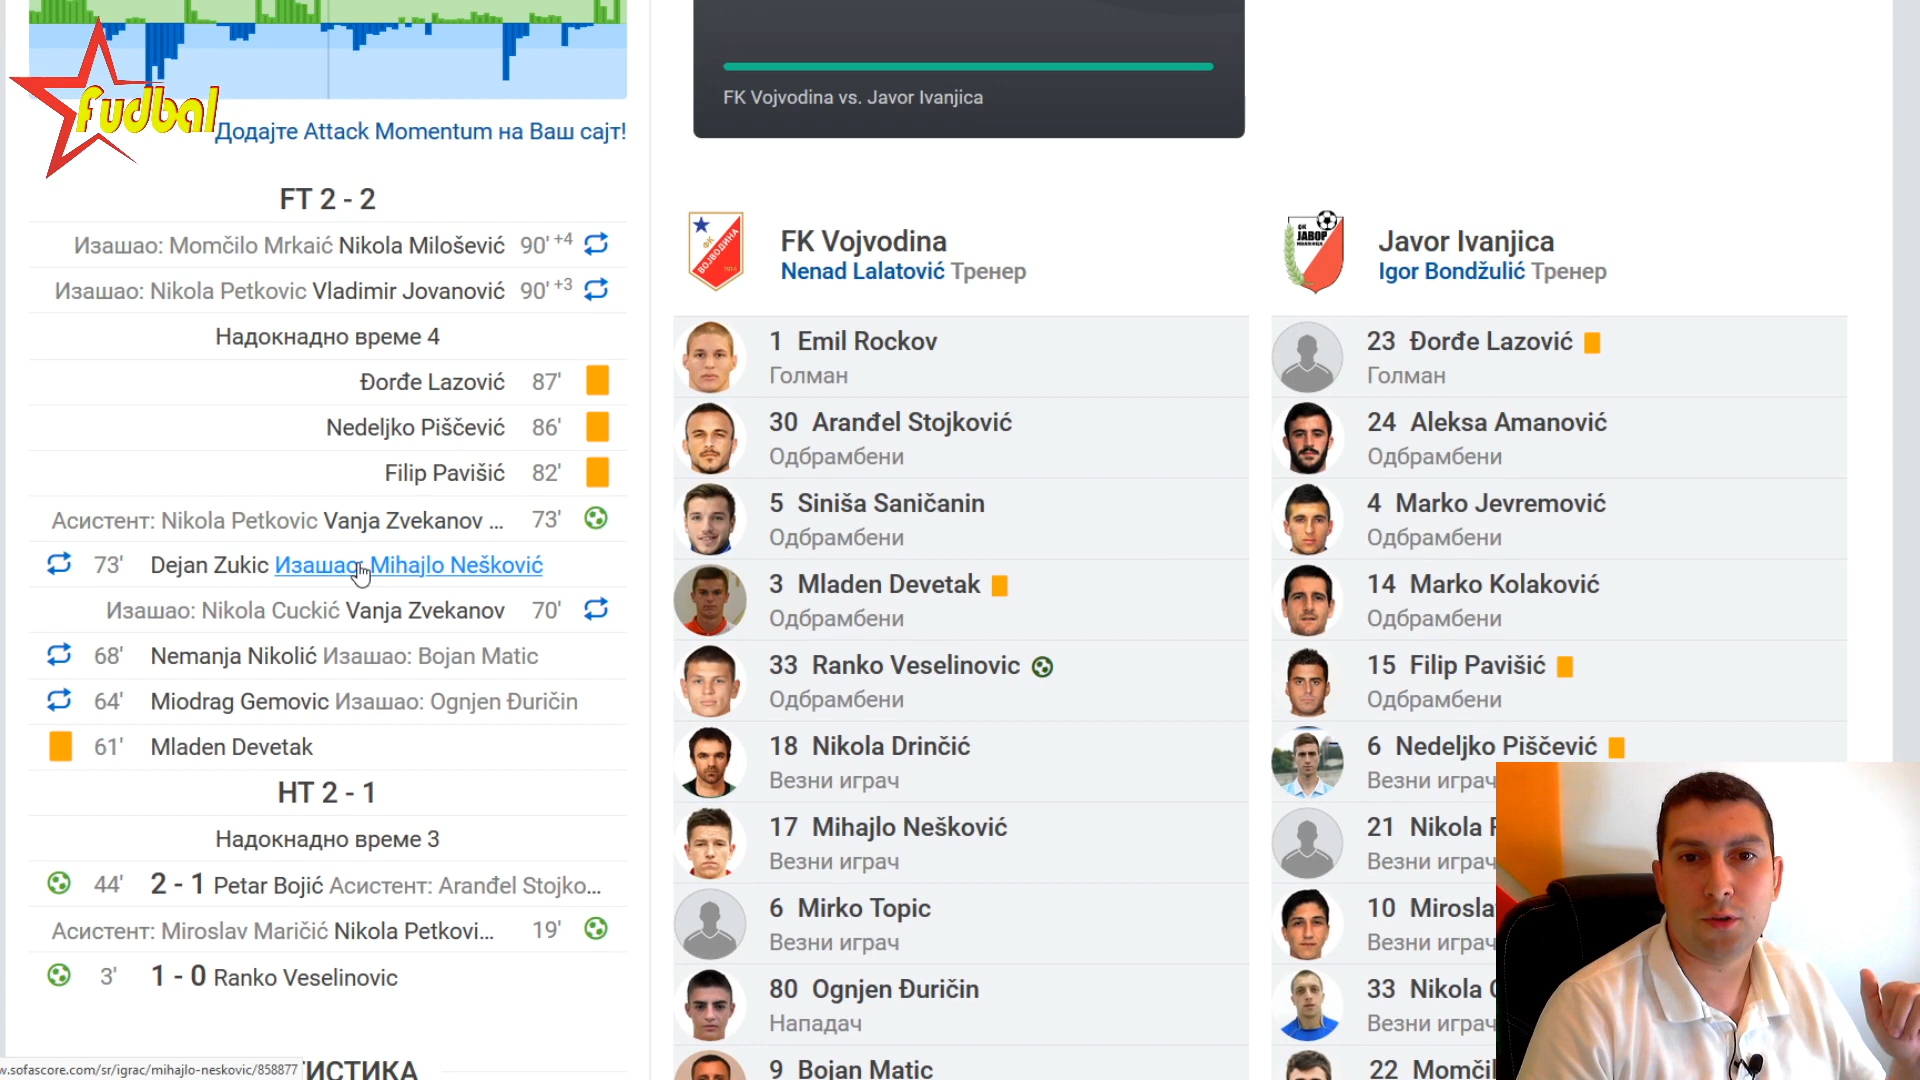 fudbal
Додајте Attack Momentum на Ваш сајт!
FT 2 - 2
Изашао: Momčilo Mrkaić Nikola Milošević 90' +4
Изашао: Nikola Petkovic Vladimir Jovanović 90' +3
Надокнадно време 4
Đorđe Lazović 87'
Nedeljko Piščević 86'
Filip Pavišić 82'
Асистент: Nikola Petkovic Vanja Zvekanov ... 73'
73' Dejan Zukic Изашао: Mihajlo Nešković
Изашао: Nikola Cuckić Vanja Zvekanov 70'
68' Nemanja Nikolić Изашао: Bojan Matic
64' Miodrag Gemovic Изашао: Ognjen Đuričin
61' Mladen Devetak
HT 2 - 1
Надокнадно време 3
44' 2 - 1 Petar Bojić Асистент: Aranđel Stojko...
Асистент: Miroslav Maričić Nikola Petkovi... 19'
3' 1 - 0 Ranko Veselinovic
w.sofascore.com/sr/igrac/mihajlo-neskovic/858877
ИСТИКА
FK Vojvodina vs. Javor Ivanjica
ФК
ВОЈВОДИНА
1914
FK Vojvodina
Nenad Lalatović Тренер
1 Emil Rockov
Голман
30 Aranđel Stojković
Одбрамбени
5 Siniša Saničanin
Одбрамбени
3 Mladen Devetak
Одбрамбени
33 Ranko Veselinovic
Одбрамбени
18 Nikola Drinčić
Везни играч
17 Mihajlo Nešković
Везни играч
6 Mirko Topic
Везни играч
80 Ognjen Đuričin
Нападач
9 Bojan Matic
ФК
ЈАВОР
Javor Ivanjica
Igor Bondžulić Тренер
23 Đorđe Lazović
Голман
24 Aleksa Amanović
Одбрамбени
4 Marko Jevremović
Одбрамбени
14 Marko Kolaković
Одбрамбени
15 Filip Pavišić
Одбрамбени
6 Nedeljko Piščević
Везни играч
21 Nikola
Везни играч
10 Mirosla
Везни играч
33 Nikola
Везни играч
22 Momčil